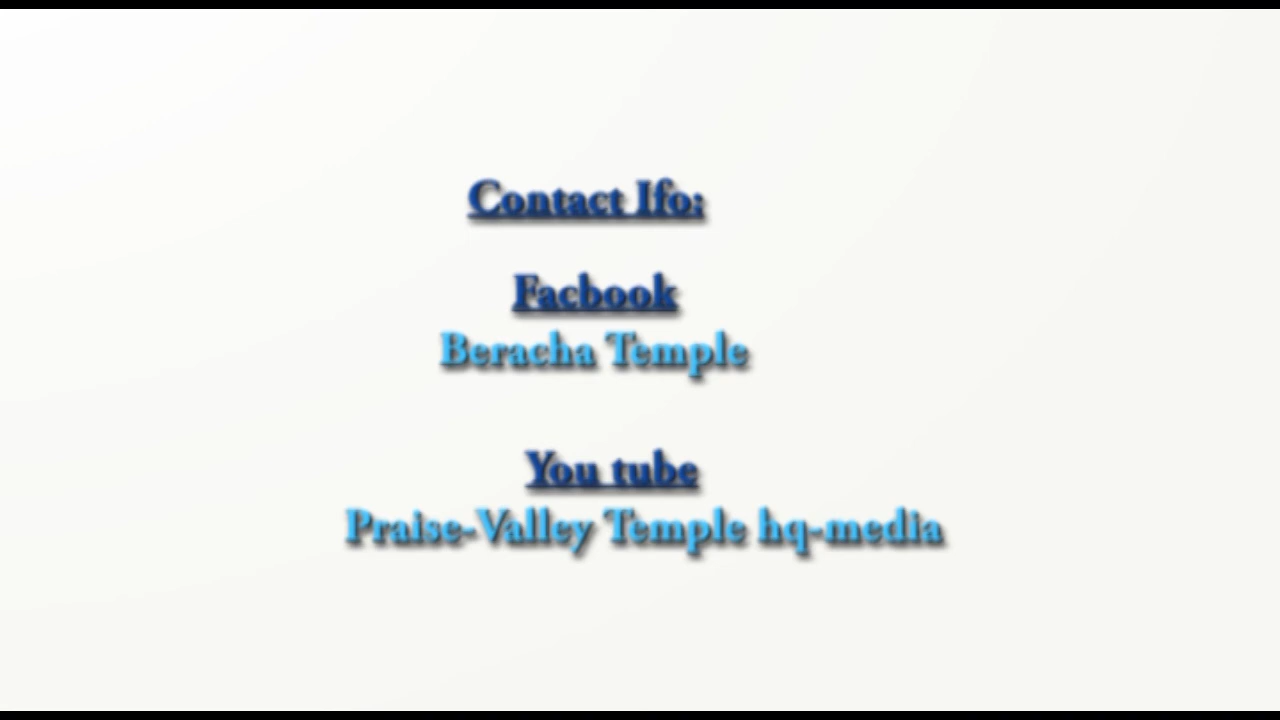 Contact Ifo:
Facbook
Beracha Temple
You tube
Praise-Valley Temple hq-media